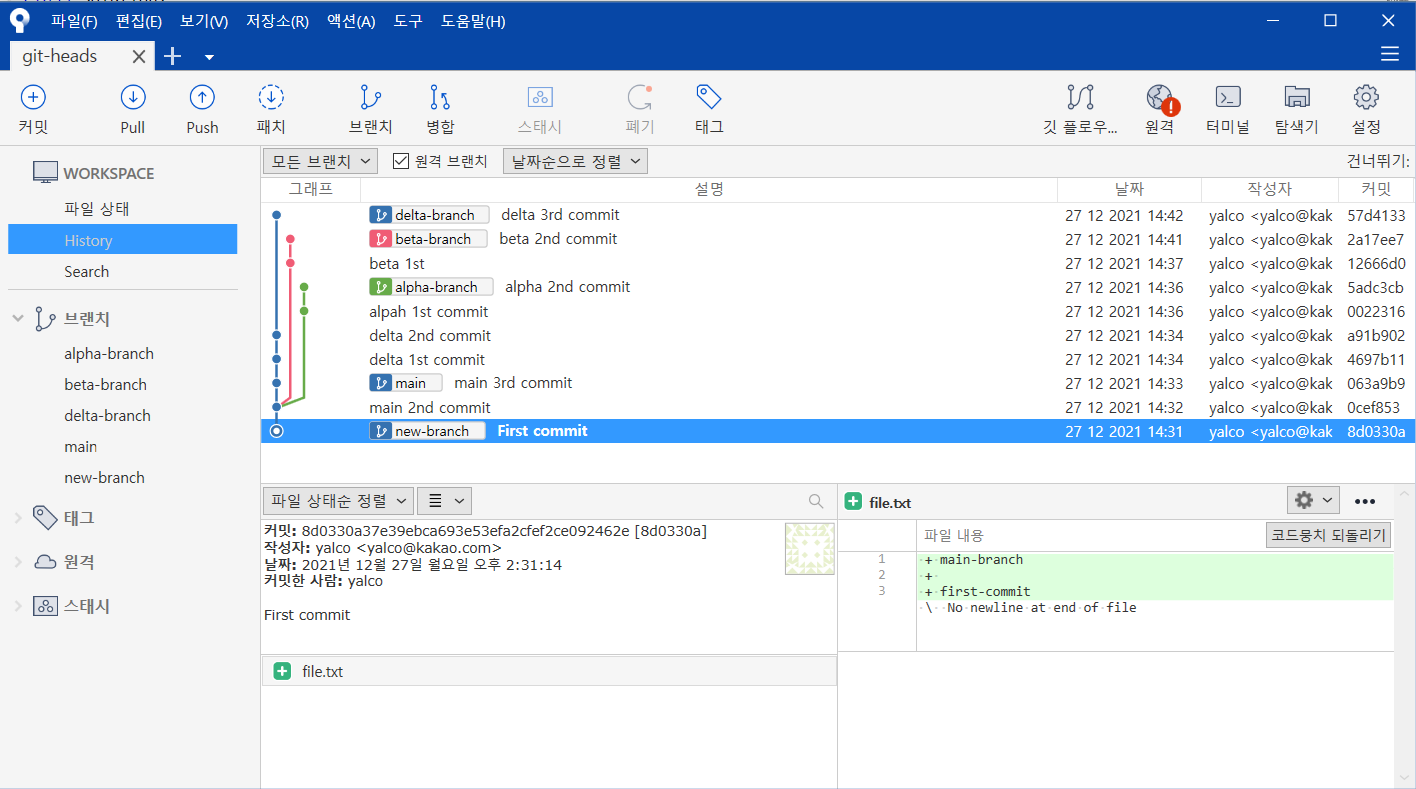 파일(F) 편집(E) 보기(V) 저장소(R) 액션(A) 도구 도움말(H)
git-heads
커밋 Pull Push 패치 브랜치 병합 스태시 폐기 태그 깃 플로우... 원격 터미널 탐색기 설정
WORKSPACE
파일 상태
History
Search
브랜치
alpha-branch
beta-branch
delta-branch
main
new-branch
태그
원격
스태시
모든 브랜치 원격 브랜치 날짜순으로 정렬 건너뛰기:
그래프 설명 날짜 작성자 커밋
delta-branch delta 3rd commit 27 12 2021 14:42 yalco <yalco@kak 57d4133
beta-branch beta 2nd commit 27 12 2021 14:41 yalco <yalco@kak 2a17ee7
beta 1st 27 12 2021 14:37 yalco <yalco@kak 12666d0
alpha-branch alpha 2nd commit 27 12 2021 14:36 yalco <yalco@kak 5adc3cb
alpah 1st commit 27 12 2021 14:36 yalco <yalco@kak 0022316
delta 2nd commit 27 12 2021 14:34 yalco <yalco@kak a91b902
delta 1st commit 27 12 2021 14:34 yalco <yalco@kak 4697b11
main main 3rd commit 27 12 2021 14:33 yalco <yalco@kak 063a9b9
main 2nd commit 27 12 2021 14:32 yalco <yalco@kak 0cef853
new-branch First commit 27 12 2021 14:31 yalco <yalco@kak 8d0330a
파일 상태순 정렬
커밋: 8d0330a37e39ebca693e53efa2cfef2ce092462e [8d0330a]
작성자: yalco <yalco@kakao.com>
날짜: 2021년 12월 27일 월요일 오후 2:31:14
커밋한 사람: yalco
First commit
file.txt
file.txt
파일 내용 코드뭉치 되돌리기
1 + main-branch
2 +
3 + first-commit
\ No newline at end of file